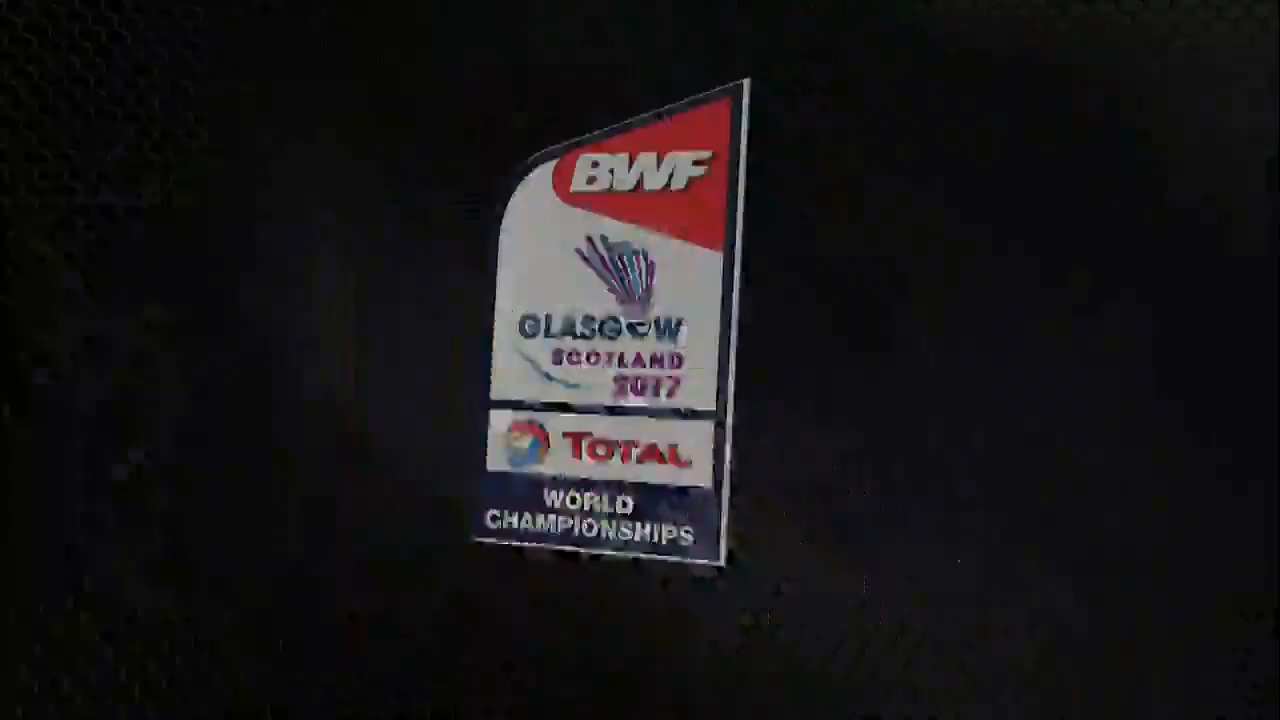 BWF
GLASGOW
SCOTLAND
2017
TOTAL
WORLD
CHAMPIONSHIPS